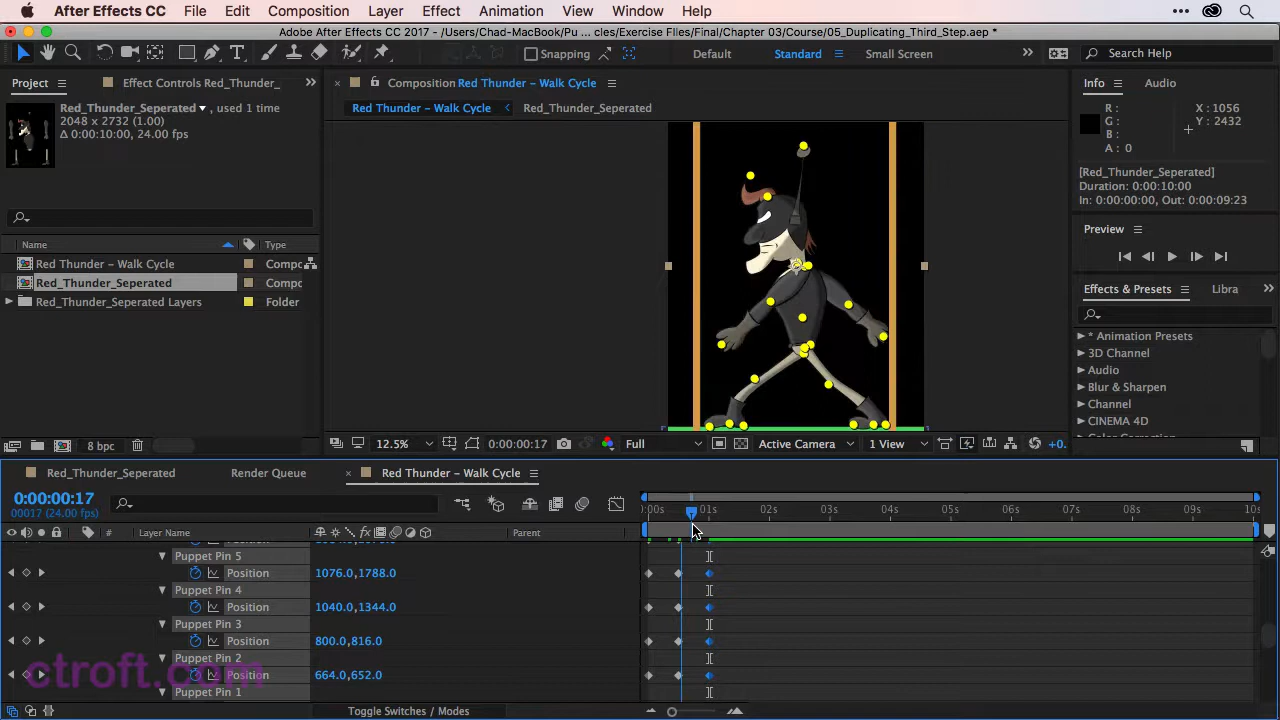 After Effects CC File Edit Composition Layer Effect Animation View Window Help
Adobe After Effects CC 2017 - /Users/Chad-MacBook/Pu ... cles/Exercise FIles/Final/Chapter 03/Course/05_Duplicating_Third_Step.aep *
Snapping Default Standard Small Screen Search Help
Project Effect Controls Red_Thunder_
Composition Red Thunder – Walk Cycle
Info Audio
Red_Thunder_Seperated, used 1 time
2048 x 2732 (1.00)
Δ 0:00:10:00, 24.00 fps
Red Thunder – Walk Cycle Red_Thunder_Seperated
R:
G:
B:
A: 0
X: 1056
Y: 2432
[Red_Thunder_Seperated]
Duration: 0:00:10:00
In: 0:00:00:00, Out: 0:00:09:23
Preview
Effects & Presets Libra
* Animation Presets
3D Channel
Audio
Blur & Sharpen
Channel
CINEMA 4D
Name Type
Red Thunder – Walk Cycle Compo
Red_Thunder_Seperated Compo
Red_Thunder_Seperated Layers Folder
8 bpc
12.5% 0:00:00:17 Full Active Camera 1 View +0.
Red_Thunder_Seperated Render Queue Red Thunder – Walk Cycle
0:00:00:17
00017 (24.00 fps)
:00s 01s 02s 03s 04s 05s 06s 07s 08s 09s 10s
# Layer Name Parent
Puppet Pin 5
Position 1076.0,1788.0
Puppet Pin 4
Position 1040.0,1344.0
Puppet Pin 3
Position 800.0,816.0
Puppet Pin 2
Position 664.0,652.0
Puppet Pin 1
Toggle Switches / Modes
ctroft.com